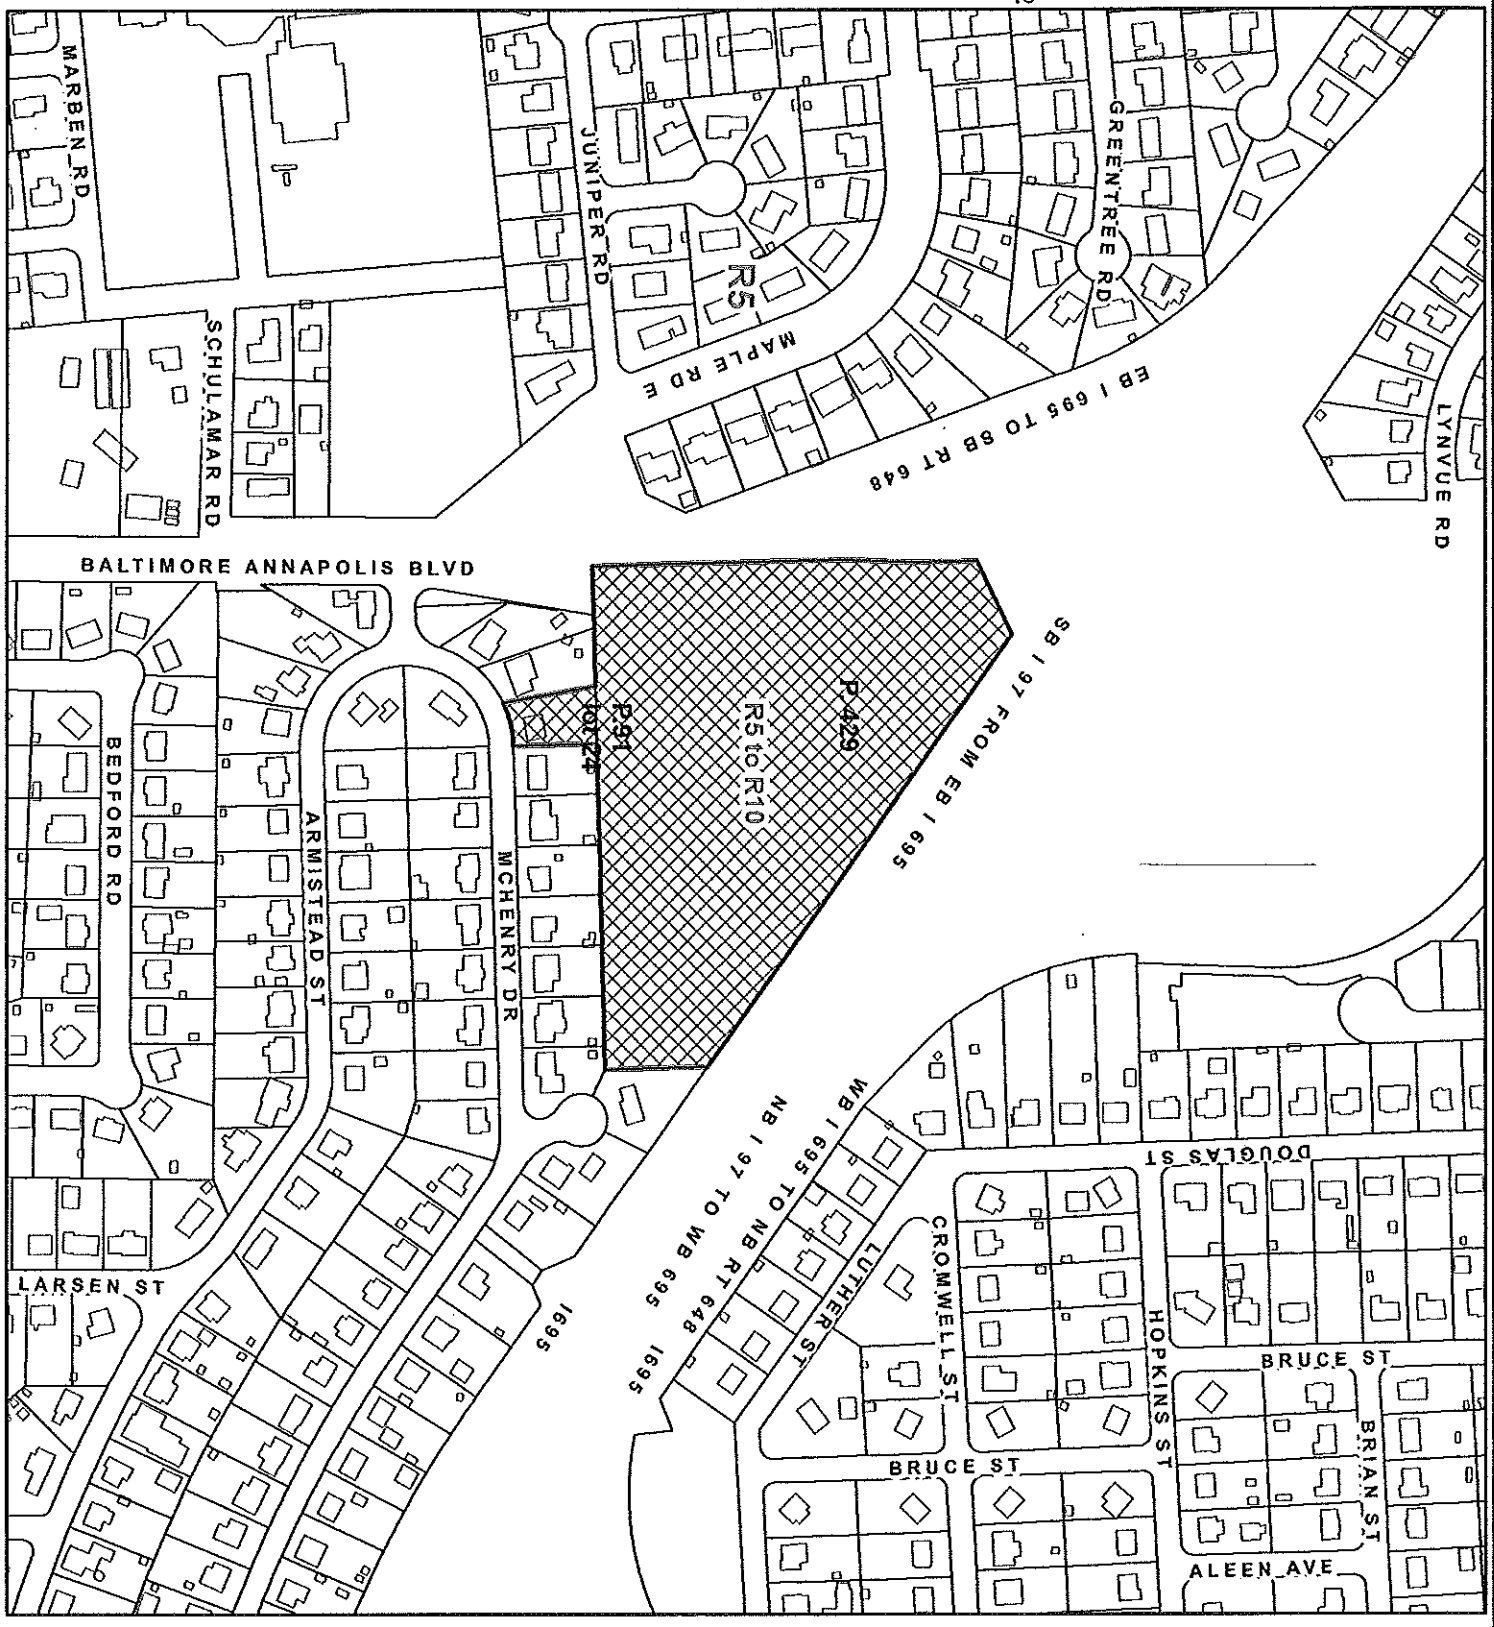 MARBEN RD
JUNIPER RD
GREENTREE RD
R5
MAPLE RD E
EB I 695 TO SB RT 648
SCHULAMAR RD
LYNVUE RD
BALTIMORE ANNAPOLIS BLVD
SB I 97 FROM EB I 695
P.429
R5 to R10
P.91
lot 24
BEDFORD RD
ARMISTEAD ST
MCHENRY DR
WB I 695 TO NB RT 648
NB I 97 TO WB 695
DOUGLAS ST
LUTHER ST
CROMWELL ST
HOPKINS ST
LARSEN ST
I695
I695
BRUCE ST
BRUCE ST
BRIAN ST
ALEEN AVE